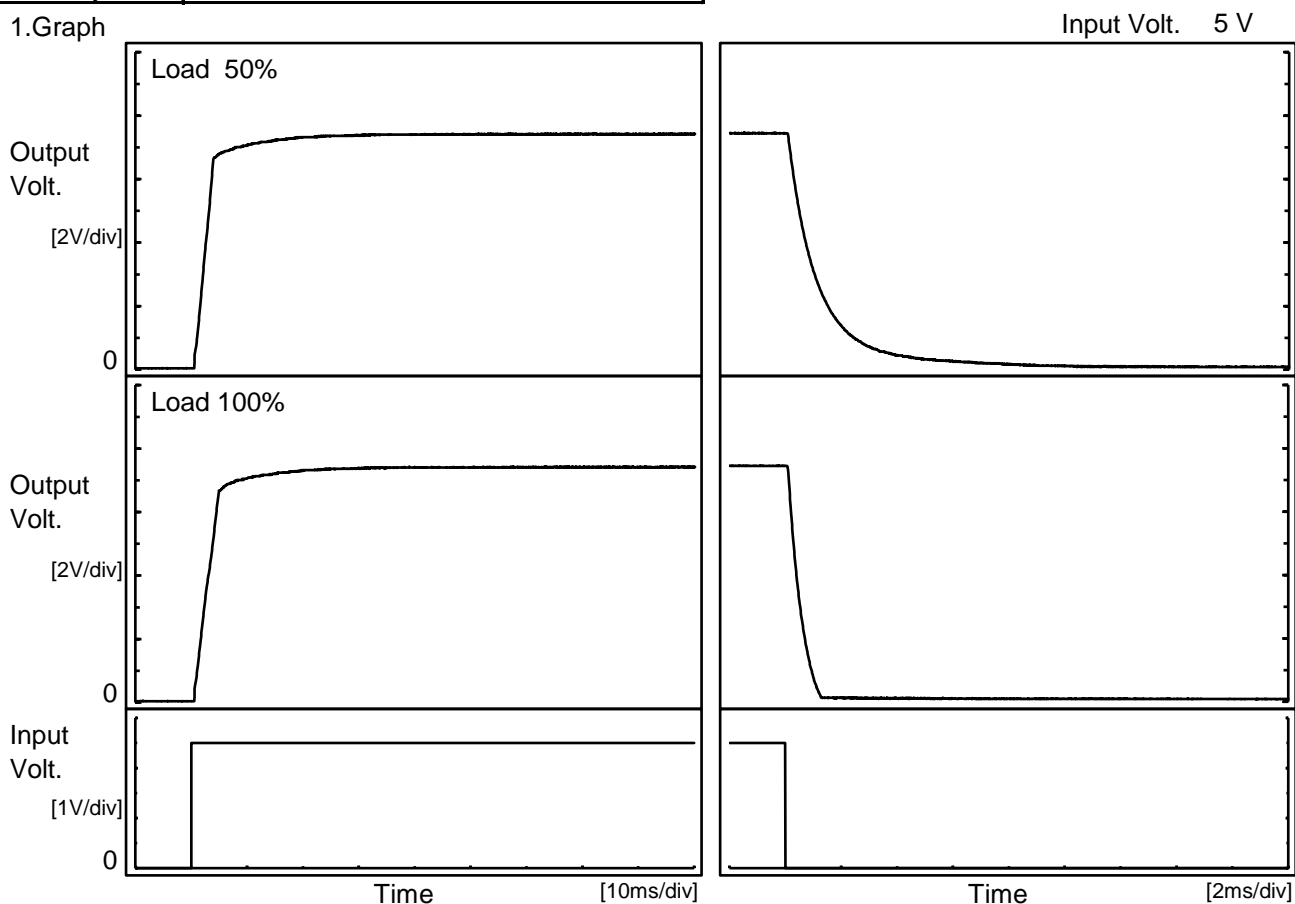 1.Graph
Input Volt. 5 V
Load 50%
Output
Volt.
[2V/div]
0
Load 100%
Output
Volt.
[2V/div]
0
Input
Volt.
[1V/div]
0
Time
[10ms/div]
Time
[2ms/div]